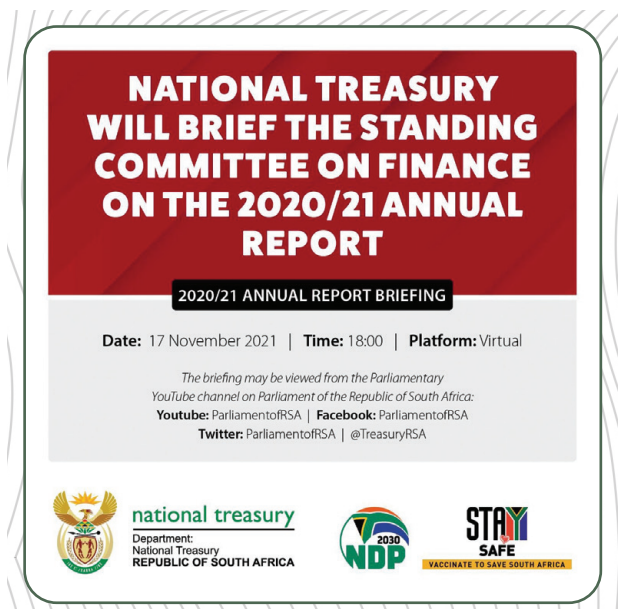 NATIONAL TREASURY
WILL BRIEF THE STANDING
COMMITTEE ON FINANCE
ON THE 2020/21 ANNUAL
REPORT
2020/21 ANNUAL REPORT BRIEFING
Date: 17 November 2021 | Time: 18:00 | Platform: Virtual
The briefing may be viewed from the Parliamentary
YouTube channel on Parliament of the Republic of South Africa:
Youtube: ParliamentofRSA | Facebook: ParliamentofRSA
Twitter: ParliamentofRSA | @TreasuryRSA
national treasury
Department:
National Treasury
REPUBLIC OF SOUTH AFRICA
2030
NDP
STAY
SAFE
VACCINATE TO SAVE SOUTH AFRICA